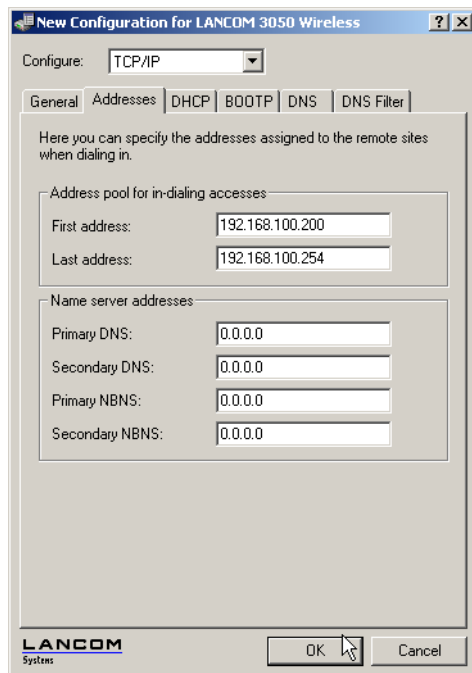 New Configuration for LANCOM 3050 Wireless
Configure: TCP/IP
General Addresses DHCP BOOTP DNS DNS Filter
Here you can specify the addresses assigned to the remote sites
when dialing in.
Address pool for in-dialing accesses
First address: 192.168.100.200
Last address: 192.168.100.254
Name server addresses
Primary DNS: 0.0.0.0
Secondary DNS: 0.0.0.0
Primary NBNS: 0.0.0.0
Secondary NBNS: 0.0.0.0
LANCOM
Systems
OK Cancel